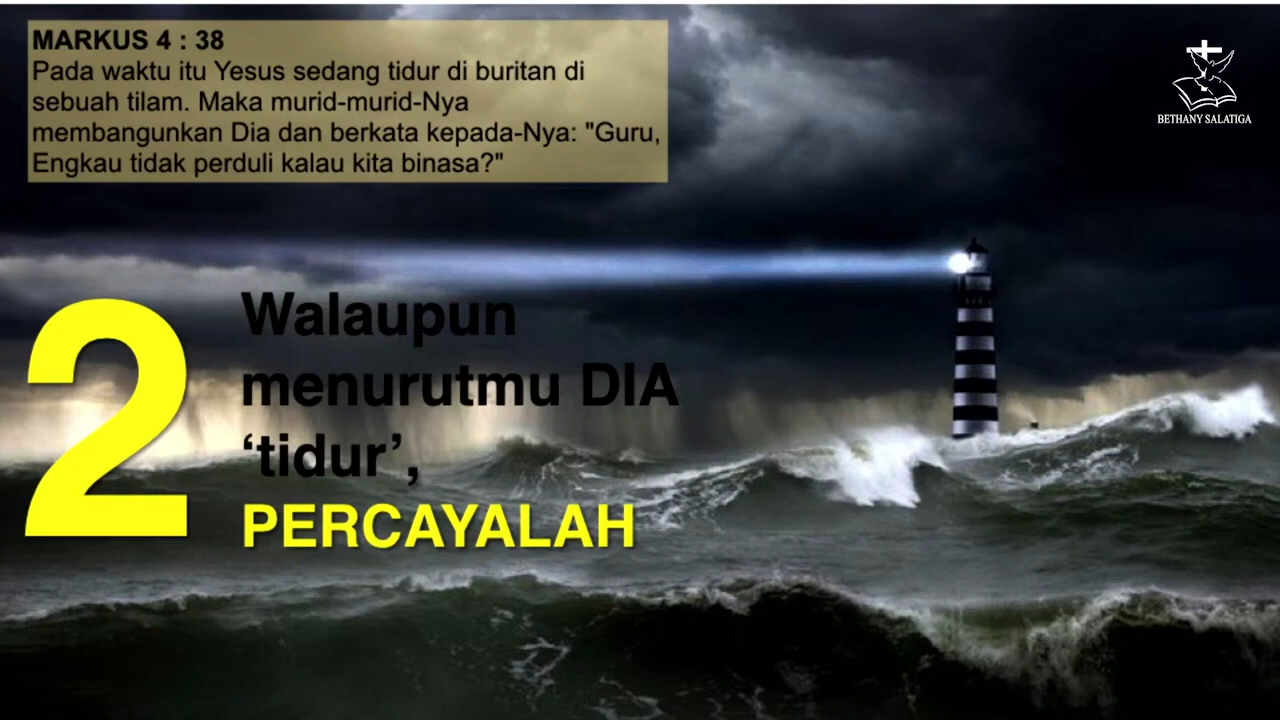 MARKUS 4 : 38
Pada waktu itu Yesus sedang tidur di buritan di
sebuah tilam. Maka murid-murid-Nya
membangunkan Dia dan berkata kepada-Nya: "Guru,
Engkau tidak perduli kalau kita binasa?"
BETHANY SALATIGA
2
Walaupun
menurutmu DIA
‘tidur’,
PERCAYALAH